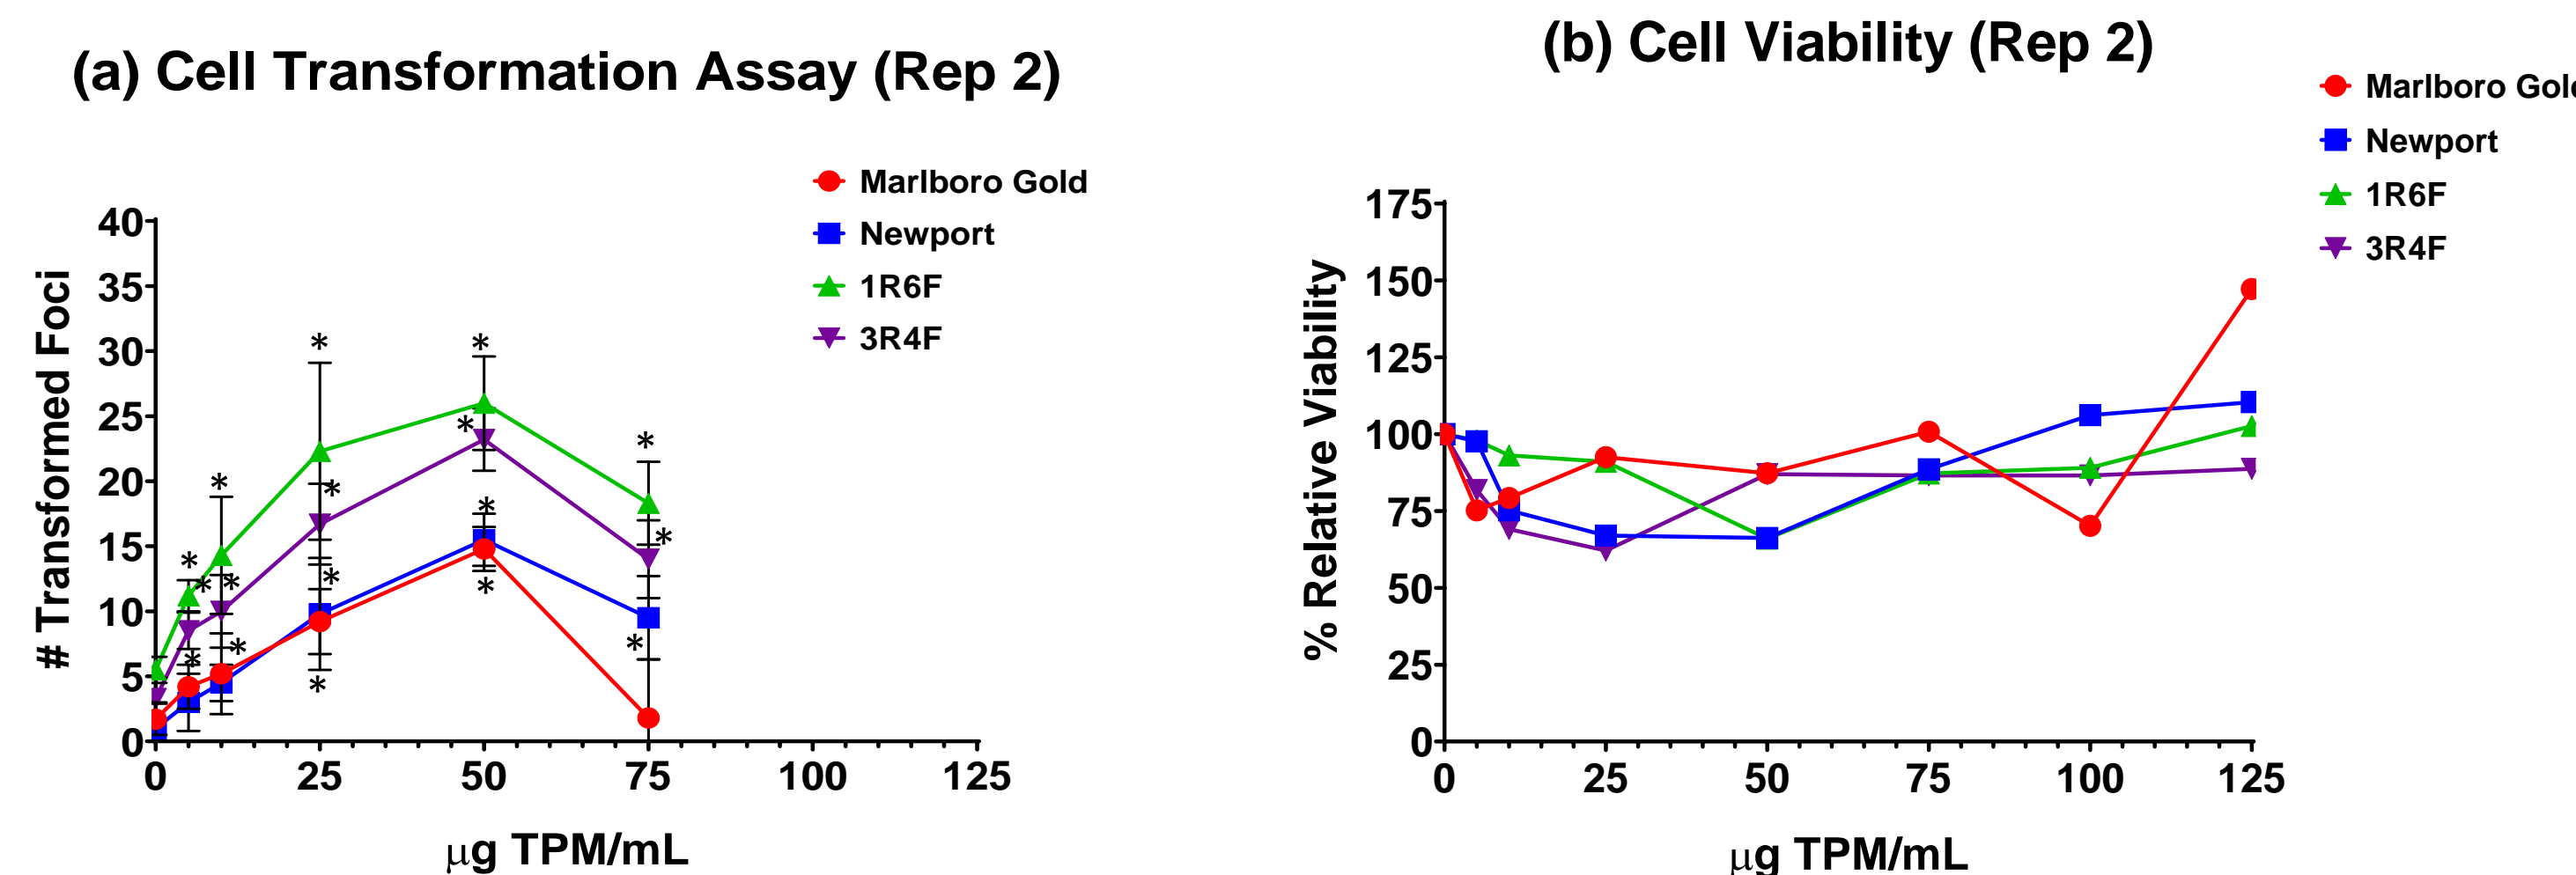 (a) Cell Transformation Assay (Rep 2)
Marlboro Gold
Newport
1R6F
3R4F
# Transformed Foci
40
35
30
25
20
15
10
5
0
0 25 50 75 100 125
µg TPM/mL
* * * * * * * * * * * * * * * * *
(b) Cell Viability (Rep 2)
Marlboro Gol
Newport
1R6F
3R4F
% Relative Viability
175
150
125
100
75
50
25
0
0 25 50 75 100 125
µg TPM/mL